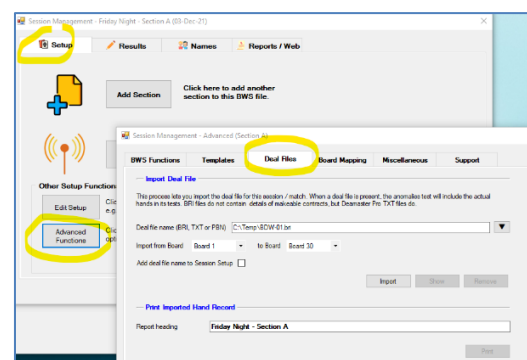 Session Management - Friday Night - Section A (03-Dec-21)
Setup Results Names Reports / Web
Add Section
Click here to add another
section to this BWS file.
Session Management - Advanced (Section A)
BWS Functions Templates Deal Files Board Mapping Miscellaneous Support
Import Deal File
This process lets you import the deal file for this session / match. When a deal file is present, the anomalies test will include the actual
hands in its tests. BRI files do not contain details of makeable contracts, but Dealmaster Pro TXT files do.
Other Setup Function
Edit Setup
Deal file name (BRI, TXT or PBN)
Advanced
Functions
Import from Board Board 1 to Board Board 30
Add deal file name to Session Setup
Import Show Remove
Print Imported Hand Record
Report heading Friday Night - Section A
Print